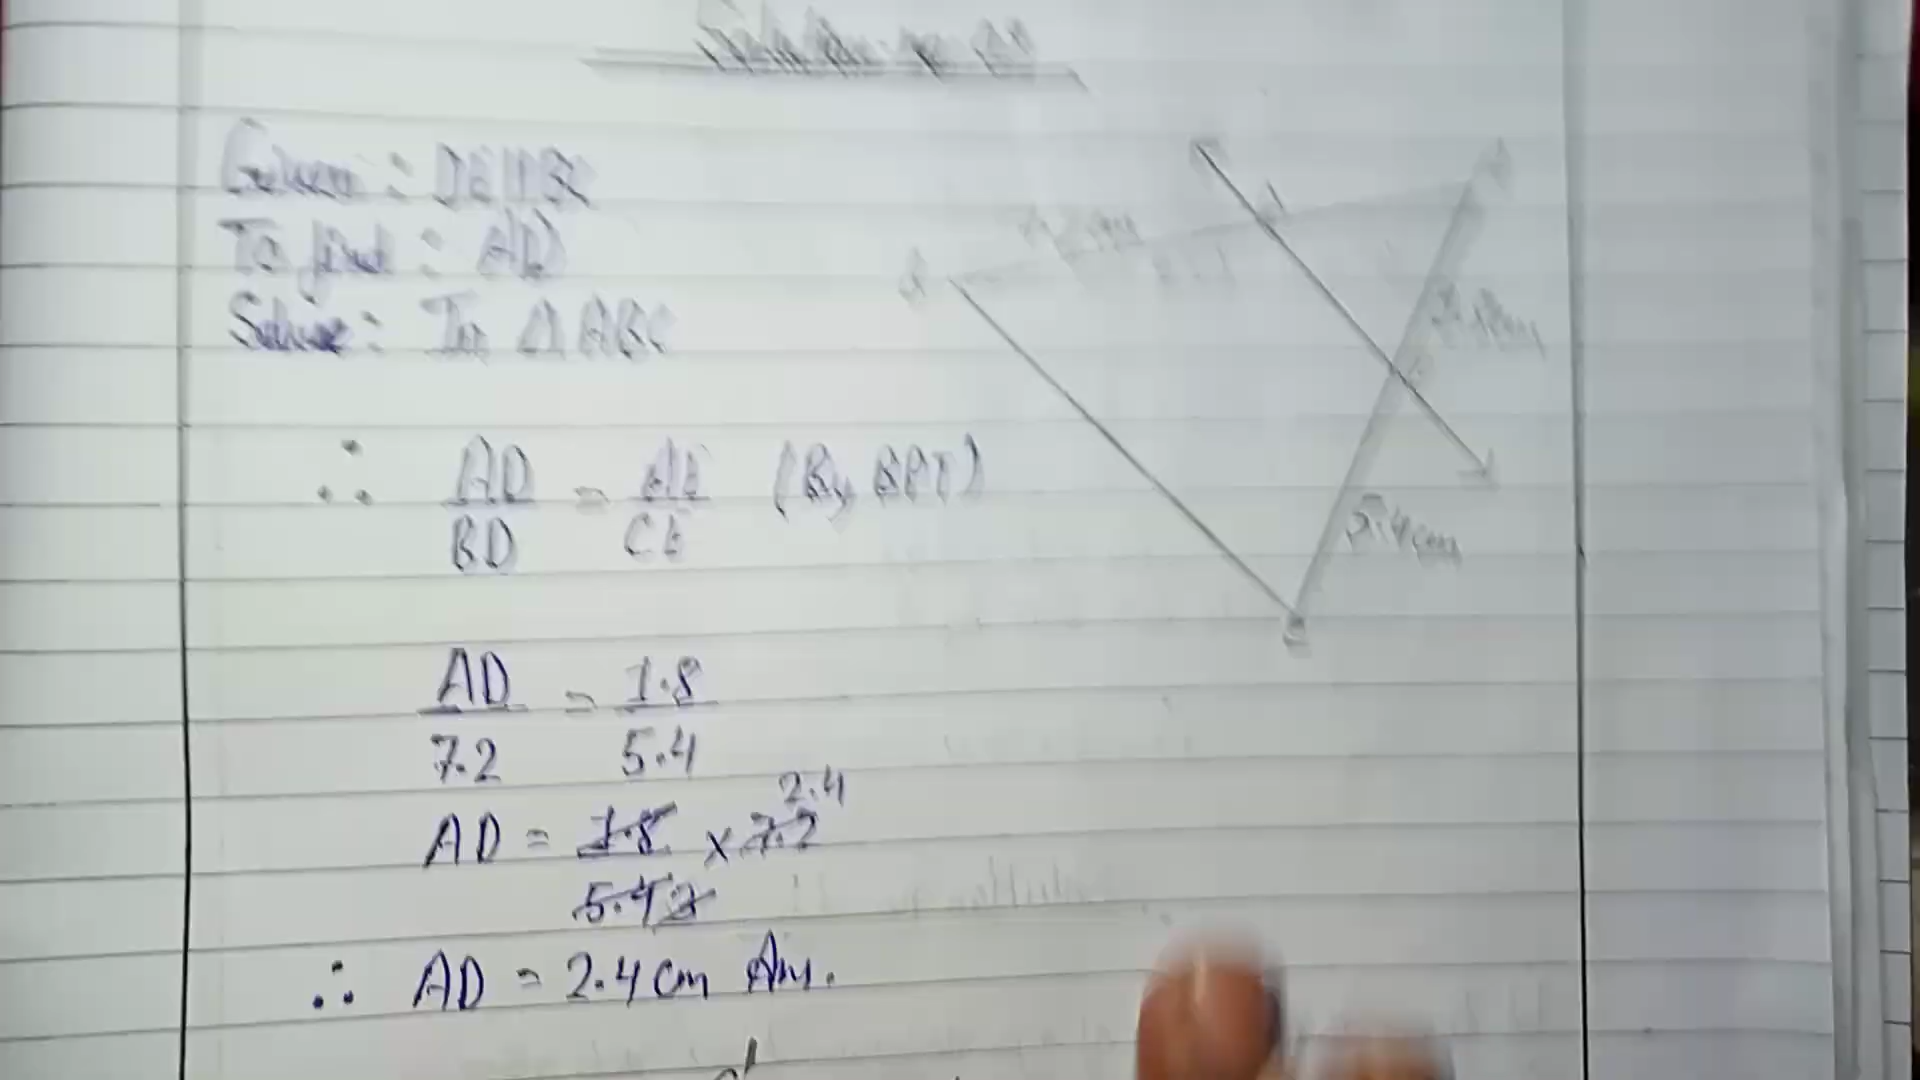 Given: DE||BC
To find: AD
Solve: In △ ABC
∴ AD/BD = AE/CE (By BPT)
AD/7.2 = 1.8/5.4
AD = 1.8/5.4 × 7.2 2.4
∴ AD = 2.4 cm Ans.
1.8cm
5.4cm